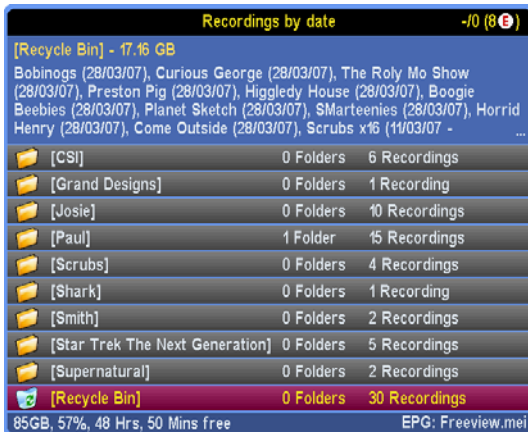 Recordings by date -/0 (8E)
[Recycle Bin] - 17.16 GB
Bobinogs (28/03/07), Curious George (28/03/07), The Roly Mo Show
(28/03/07), Preston Pig (28/03/07), Higgledy House (28/03/07), Boogie
Beebies (28/03/07), Planet Sketch (28/03/07), SMarteenies (28/03/07), Horrid
Henry (28/03/07), Come Outside (28/03/07), Scrubs x16 (11/03/07 - ...
[CSI] 0 Folders 6 Recordings
[Grand Designs] 0 Folders 1 Recording
[Josie] 0 Folders 10 Recordings
[Paul] 1 Folder 15 Recordings
[Scrubs] 0 Folders 4 Recordings
[Shark] 0 Folders 1 Recording
[Smith] 0 Folders 2 Recordings
[Star Trek The Next Generation] 0 Folders 5 Recordings
[Supernatural] 0 Folders 2 Recordings
[Recycle Bin] 0 Folders 30 Recordings
85GB, 57%, 48 Hrs, 50 Mins free EPG: Freeview.mei